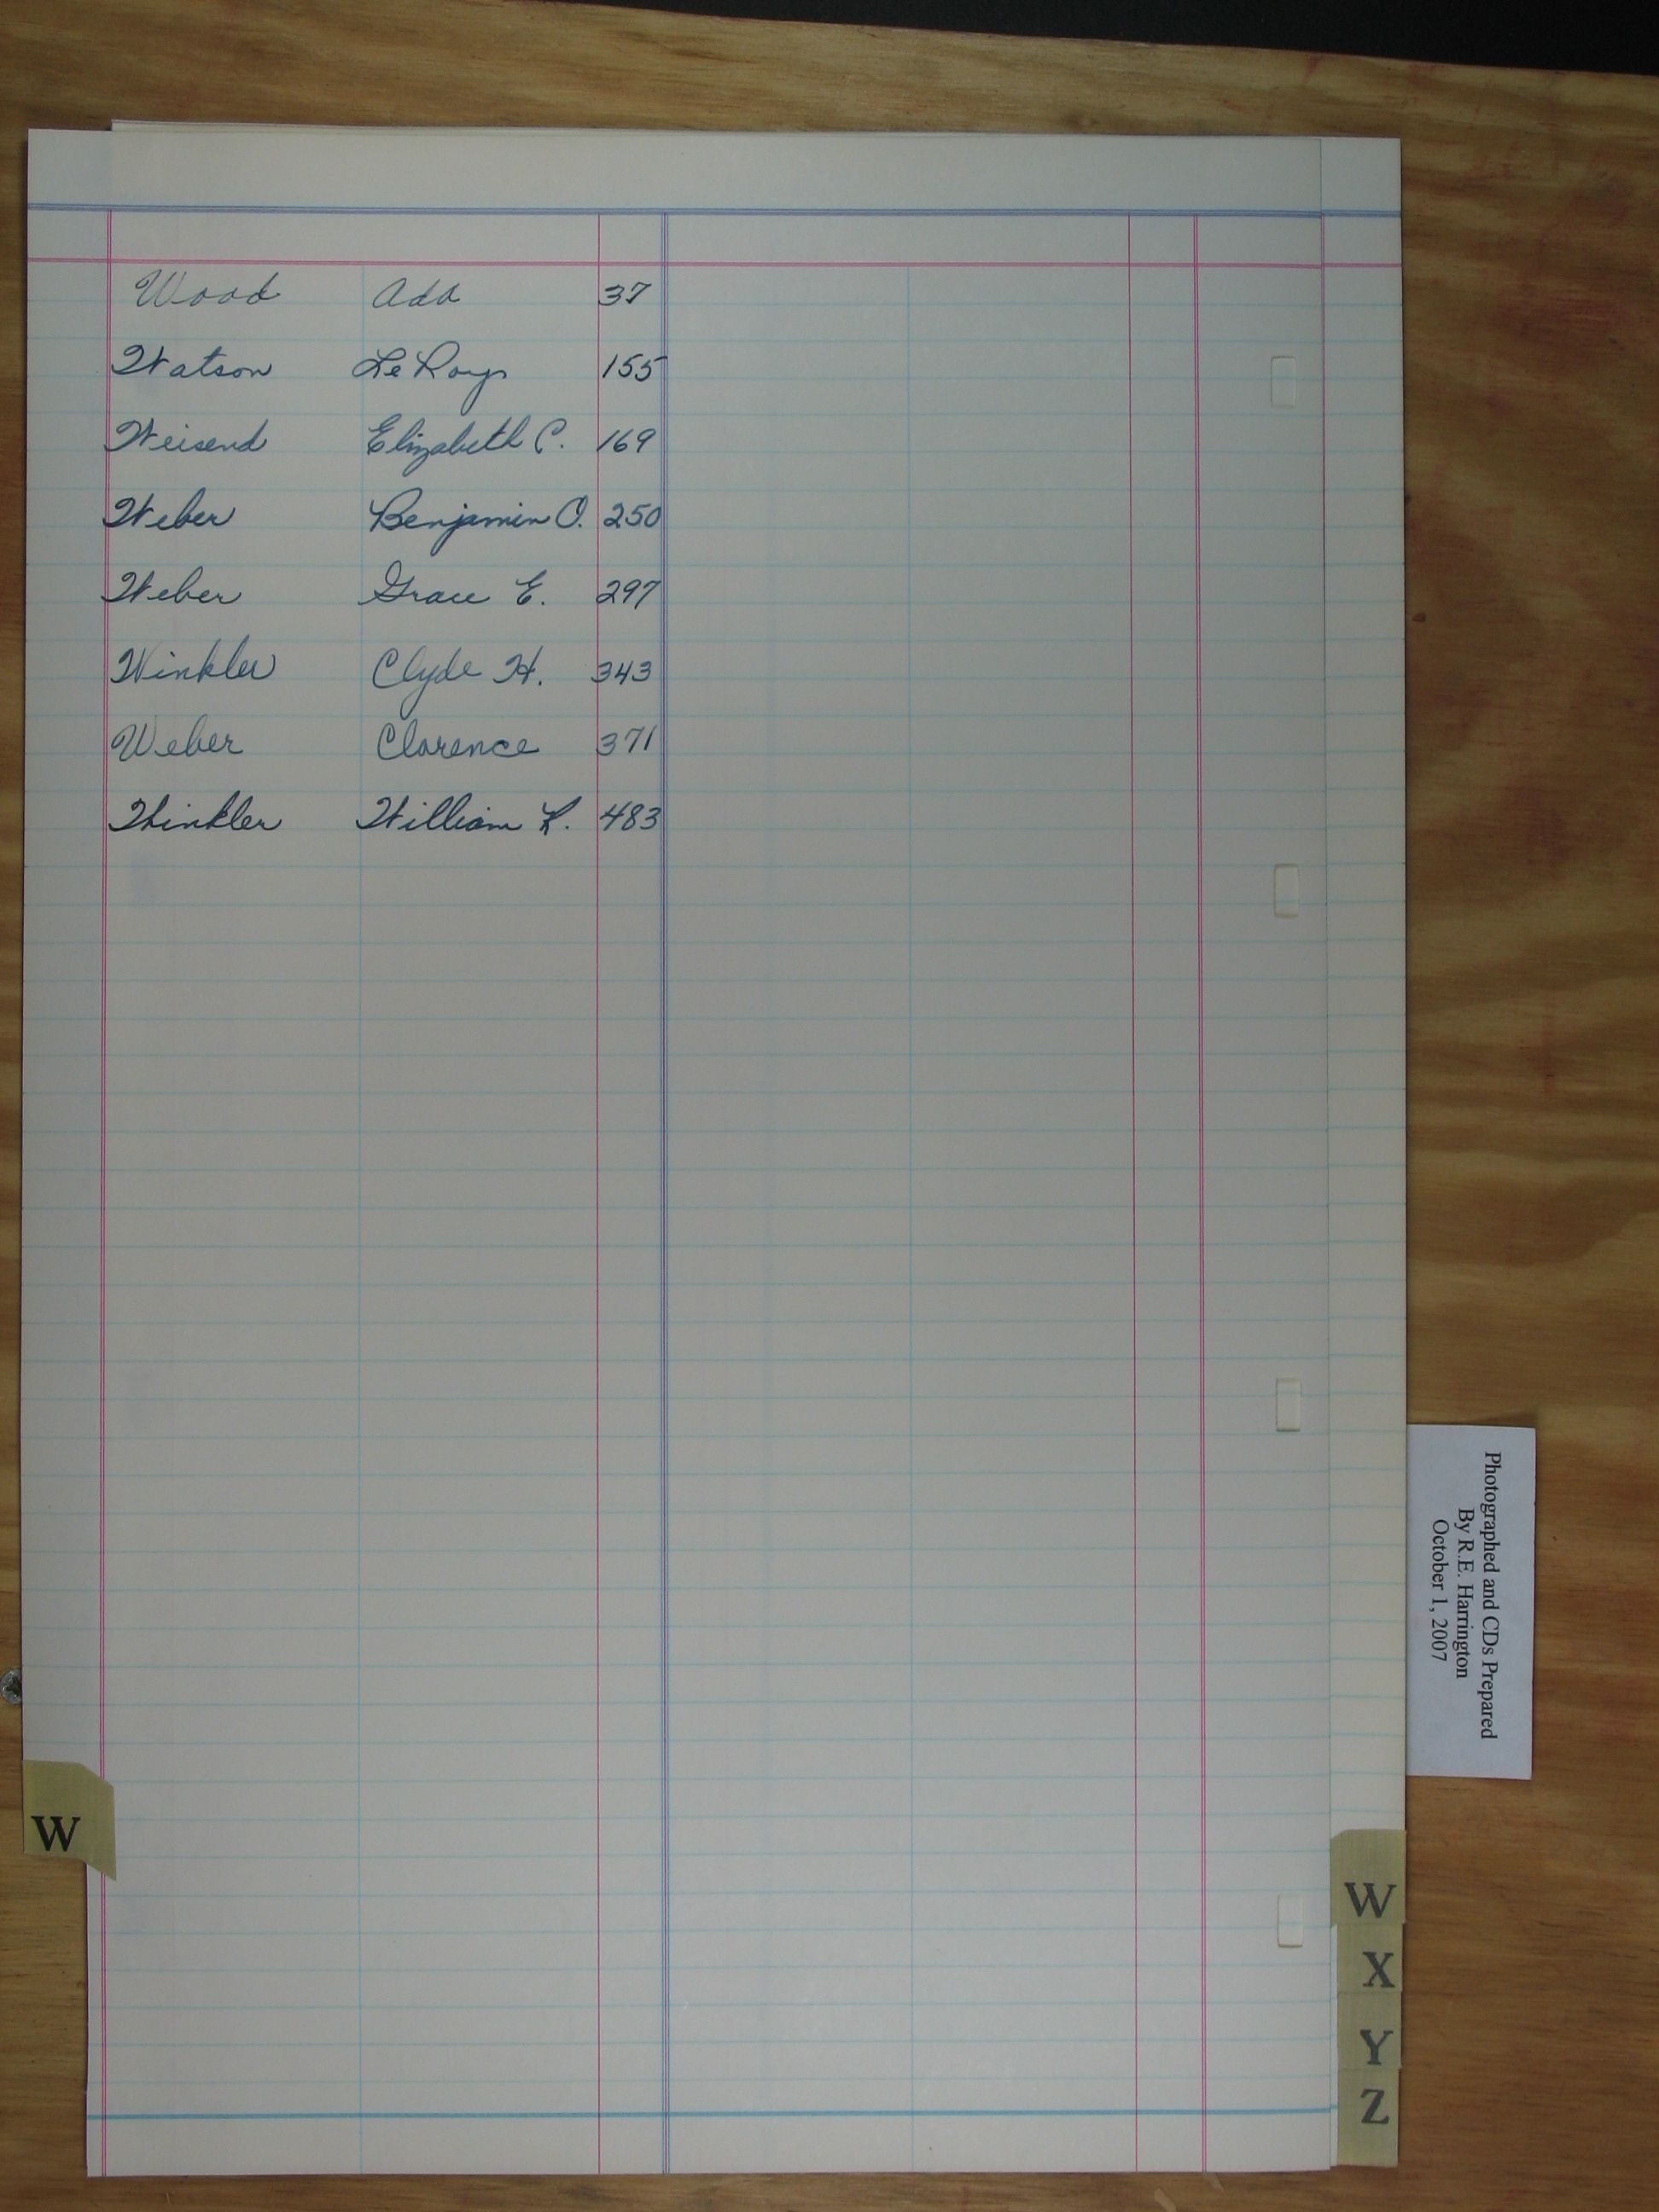 Wood Ada 37
Watson LeRoy 155
Weisend Elizabeth C. 169
Weber Benjamin O. 250
Weber Grace E. 297
Winkler Clyde H. 343
Weber Clarence 371
Winkler William R. 483
Photographed and CDs Prepared
By R.E. Harrington
October 1, 2007
W
W
X
Y
Z